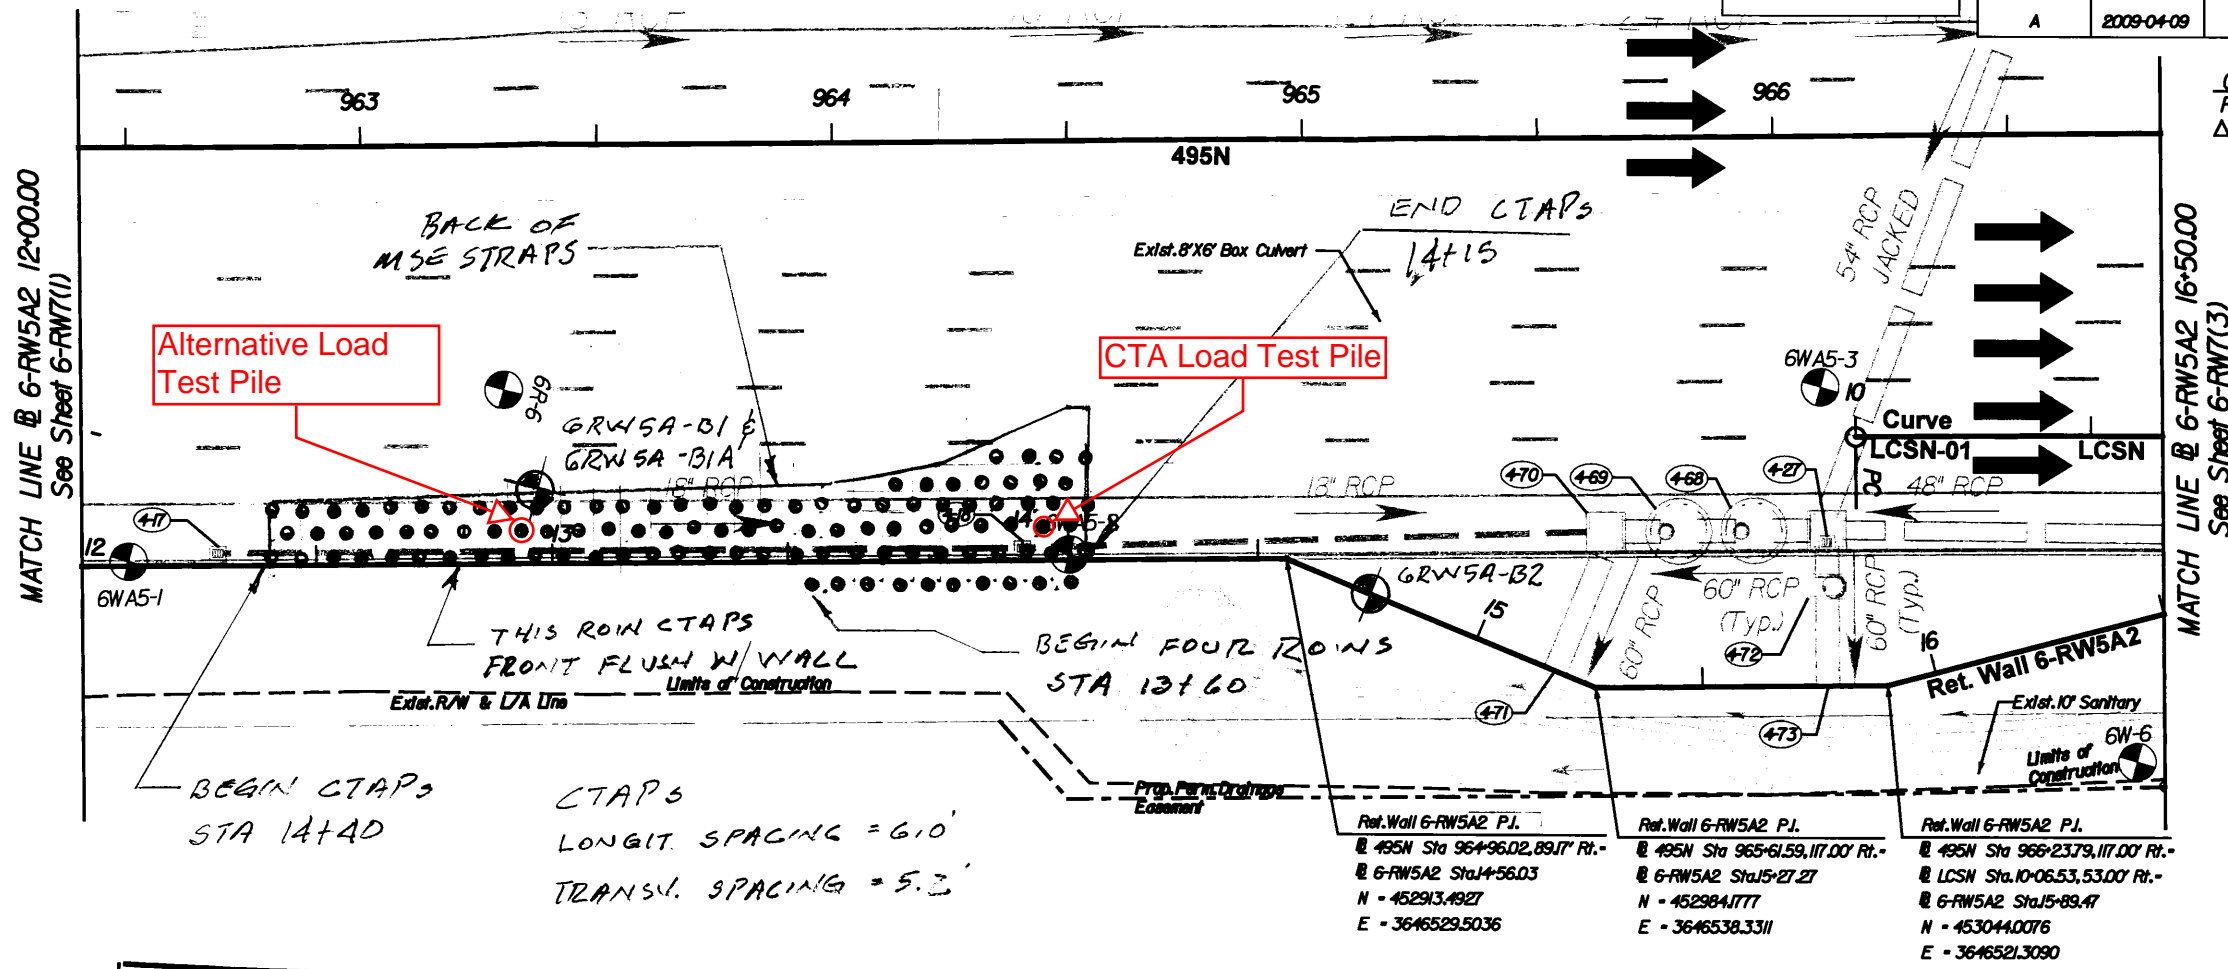 A
2009-04-09
963
964
965
966
495N
MATCH LINE B 6-RW5A2 12+00.00
See Sheet 6-RW7(1)
BACK OF
MSE STRAPS
END CTAPs
14+15
Exist.8'X6' Box Culvert
54" RCP
JACKED
Alternative Load
Test Pile
CTA Load Test Pile
6R-6
6RW5A-B1 &
6RW5A-B1A
18" RCP
6WA5-3
10
Curve
LCSN-01
LCSN
PC
48" RCP
18" RCP
4-70
4-69
4-68
4-27
4-17
12
13
14
6WA5-1
6RW5A-B2
15
60" RCP
60" RCP
(Typ.)
60" RCP
(Typ.)
4-72
16
Ret. Wall 6-RW5A2
4-71
4-73
THIS ROW CTAPS
FRONT FLUSH W/ WALL
BEGIN FOUR ROWS
STA 13+60
Limits of Construction
Exist.R/W & L/A Line
Exist.10" Sanitary
6W-6
Limits of
Construction
Prop.Perm.Drainage
Easement
BEGIN CTAPs
STA 14+40
CTAPs
LONGIT. SPACING = 6.0'
TRANSV. SPACING = 5.2'
Ret.Wall 6-RW5A2 P.I.
B 495N Sta 964+96.02,89.17' Rt.=
B 6-RW5A2 Sta.14+56.03
N = 452913.4927
E = 3646529.5036
Ret.Wall 6-RW5A2 P.I.
B 495N Sta 965+61.59,117.00' Rt.=
B 6-RW5A2 Sta.15+27.27
N = 452984.1777
E = 3646538.3311
Ret.Wall 6-RW5A2 P.I.
B 495N Sta 966+23.79,117.00' Rt.=
B LCSN Sta.10+06.53,53.00' Rt.=
B 6-RW5A2 Sta.15+89.47
N = 453044.0076
E = 3646521.3090
MATCH LINE B 6-RW5A2 16+50.00
See Sheet 6-RW7(3)